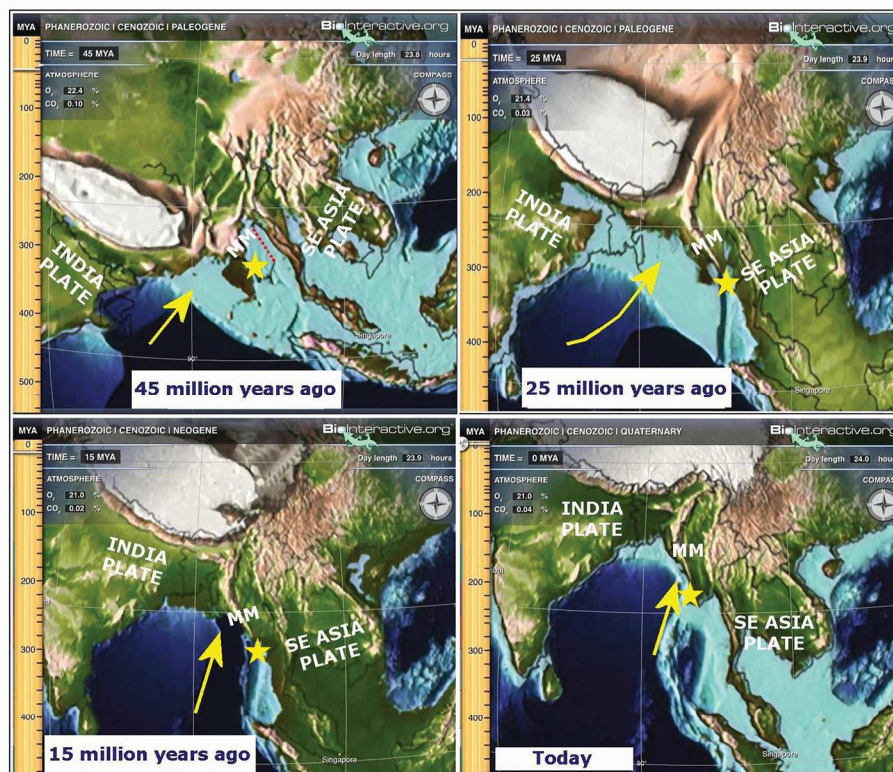 MYA
PHANEROZOIC | CENOZOIC | PALEOGENE
BioInteractive.org
0
TIME = 45 MYA
Day length 23.8 hours
ATMOSPHERE
COMPASS
O₂ 22.4 %
CO₂ 0.10 %
100
200
300
400
500
INDIA
PLATE
MM
SE ASIA
PLATE
Singapore
90°
45 million years ago
MYA
PHANEROZOIC | CENOZOIC | PALEOGENE
BioInteractive.org
0
TIME = 25 MYA
Day length 23.9 hours
ATMOSPHERE
COMPASS
O₂ 21.4 %
CO₂ 0.03 %
100
200
300
400
INDIA
PLATE
MM
SE ASIA
PLATE
Singapore
25 million years ago
MYA
PHANEROZOIC | CENOZOIC | NEOGENE
BioInteractive.org
0
TIME = 15 MYA
Day length 23.9 hours
ATMOSPHERE
COMPASS
O₂ 21.0 %
CO₂ 0.02 %
100
200
300
400
INDIA
PLATE
MM
SE ASIA
PLATE
Singapore
15 million years ago
MYA
PHANEROZOIC | CENOZOIC | QUATERNARY
BioInteractive.org
0
TIME = 0 MYA
Day length 24.0 hours
ATMOSPHERE
COMPASS
O₂ 21.0 %
CO₂ 0.04 %
100
200
300
400
INDIA
PLATE
MM
SE ASIA
PLATE
Singapore
90°
Today